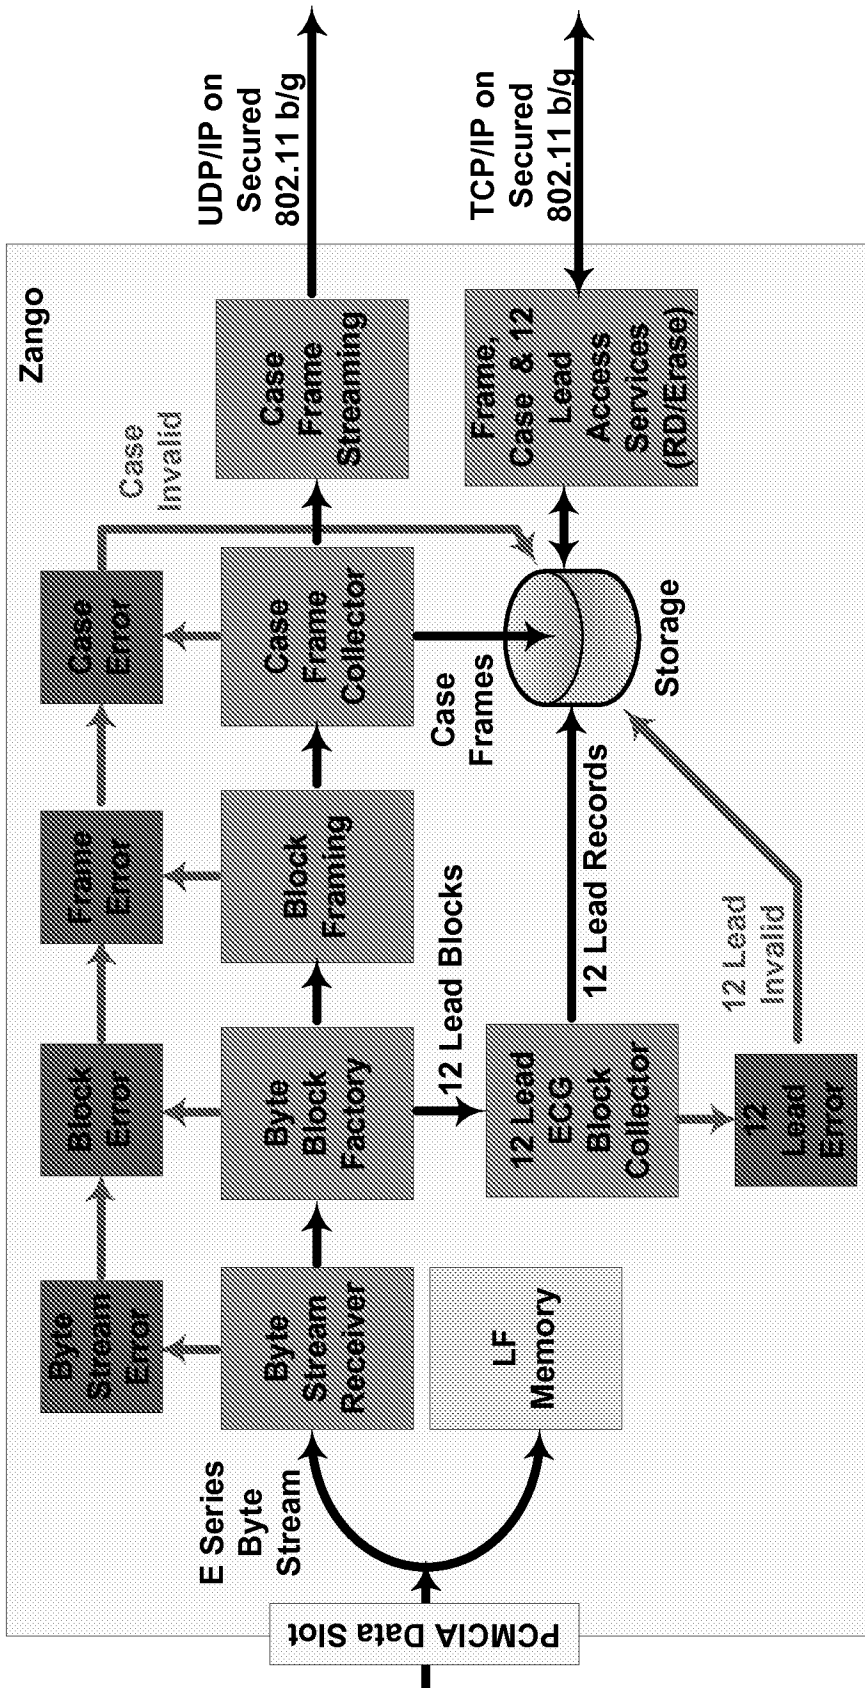 Zango
UDP/IP on
Secured
802.11 b/g
TCP/IP on
Secured
802.11 b/g
Case
Invalid
Byte
Stream
Error
Block
Error
Frame
Error
Case
Error
E Series
Byte
Stream
PCMCIA Data Slot
Byte
Stream
Receiver
Byte
Block
Factory
Block
Framing
Case
Frame
Collector
Case
Frame
Streaming
LF
Memory
12 Lead Blocks
12 Lead
ECG
Block
Collector
12 Lead Records
Case
Frames
Storage
Frame,
Case & 12
Lead
Access
Services
(RD/Erase)
12
Lead
Error
12 Lead
Invalid